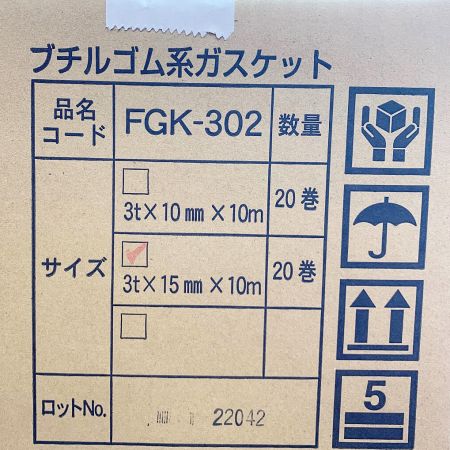 ブチルゴム系ガスケット
品名
コード
FGK-302
数量
3t×10mm×10m
20巻
サイズ
3t×15mm×10m
20巻
ロットNo.
22042
5